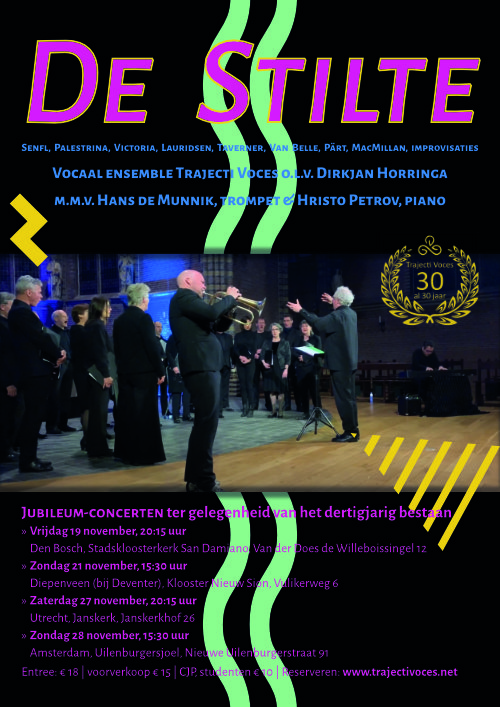 De Stilte
Senfl, Palestrina, Victoria, Lauridsen, Taverner, Van Belle, Pärt, MacMillan, improvisaties
Vocaal ensemble Trajecti Voces o.l.v. Dirkjan Horringa
m.m.v. Hans de Munnik, trompet & Hristo Petrov, piano
Trajecti Voces
30
al 30 jaar
Jubileum-concerten ter gelegenheid van het dertigjarig bestaan
» Vrijdag 19 november, 20:15 uur
Den Bosch, Stadskloosterkerk San Damiano, Van der Does de Willeboissingel 12
» Zondag 21 november, 15:30 uur
Diepenveen (bij Deventer), Klooster Nieuw Sion, Vulikerweg 6
» Zaterdag 27 november, 20:15 uur
Utrecht, Janskerk, Janskerkhof 26
» Zondag 28 november, 15:30 uur
Amsterdam, Uilenburgersjoel, Nieuwe Uilenburgerstraat 91
Entree: € 18 | voorverkoop € 15 | CJP, studenten € 10 | Reserveren: www.trajectivoces.net